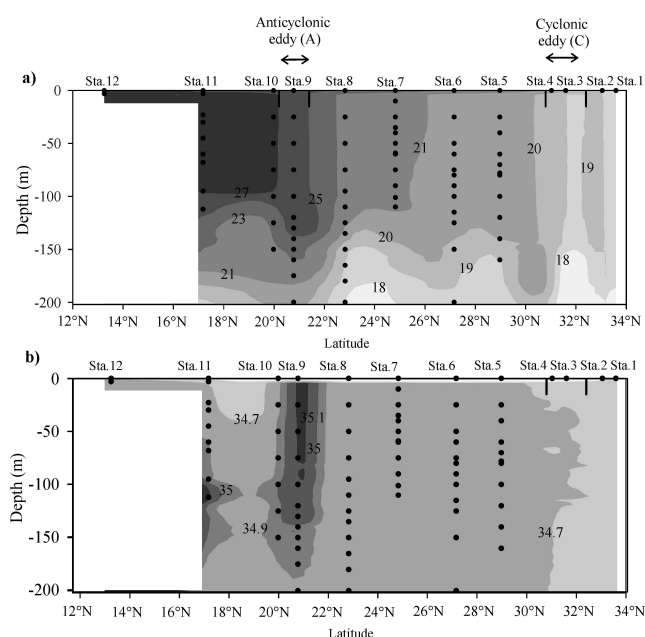 Anticyclonic
eddy (A)
Cyclonic
eddy (C)
a)
Sta.12 Sta.11 Sta.10 Sta.9 Sta.8 Sta.7 Sta.6 Sta.5 Sta.4 Sta.3 Sta.2 Sta.1
0
-50
-100
-150
-200
Depth (m)
27
23
21
25
20
18
21
19
20
18
19
12°N 14°N 16°N 18°N 20°N 22°N 24°N 26°N 28°N 30°N 32°N 34°N
Latitude
b)
Sta.12 Sta.11 Sta.10 Sta.9 Sta.8 Sta.7 Sta.6 Sta.5 Sta.4 Sta.3 Sta.2 Sta.1
0
-50
-100
-150
-200
Depth (m)
34.7
35.1
35
35
34.9
34.7
12°N 14°N 16°N 18°N 20°N 22°N 24°N 26°N 28°N 30°N 32°N 34°N
Latitude